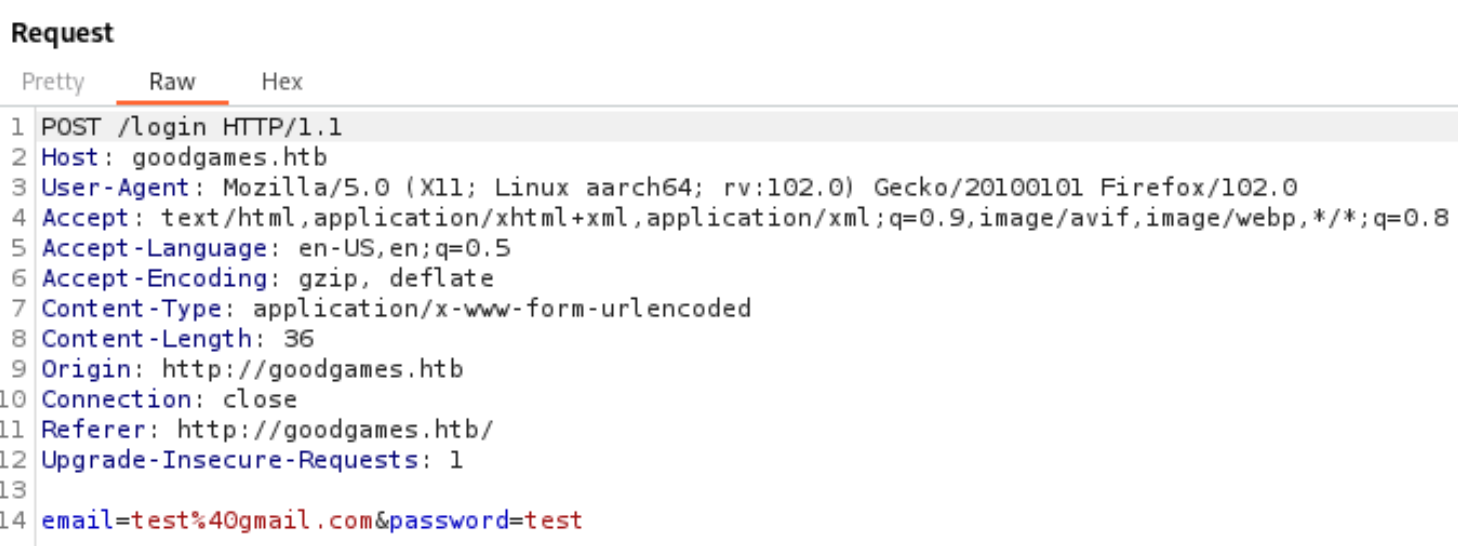 Request
Pretty Raw Hex
1 POST /login HTTP/1.1
2 Host: goodgames.htb
3 User-Agent: Mozilla/5.0 (X11; Linux aarch64; rv:102.0) Gecko/20100101 Firefox/102.0
4 Accept: text/html,application/xhtml+xml,application/xml;q=0.9,image/avif,image/webp,*/*;q=0.8
5 Accept-Language: en-US,en;q=0.5
6 Accept-Encoding: gzip, deflate
7 Content-Type: application/x-www-form-urlencoded
8 Content-Length: 36
9 Origin: http://goodgames.htb
10 Connection: close
11 Referer: http://goodgames.htb/
12 Upgrade-Insecure-Requests: 1
13
14 email=test%40gmail.com&password=test